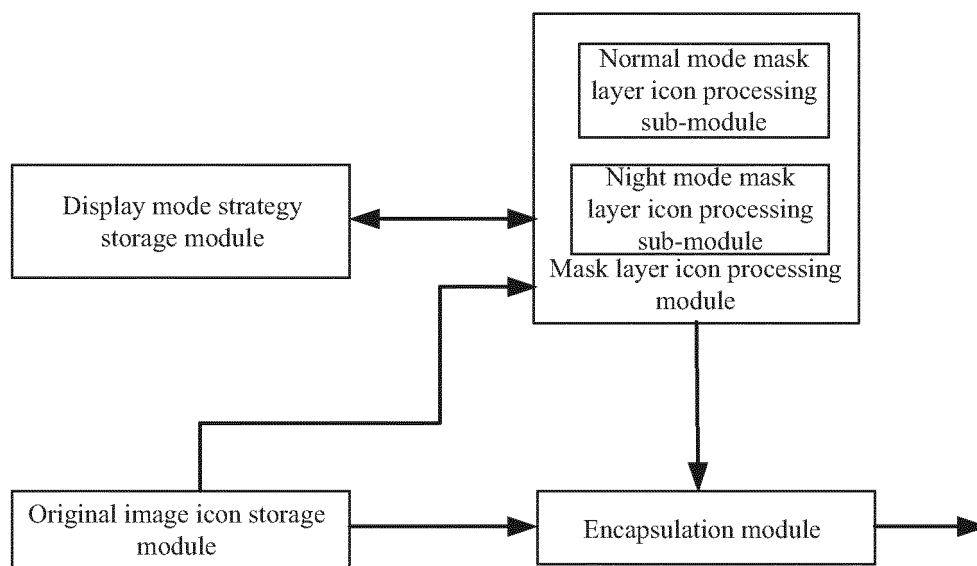 Normal mode mask
layer icon processing
sub-module
Display mode strategy
storage module
Night mode mask
layer icon processing
sub-module
Mask layer icon processing
module
Original image icon storage
module
Encapsulation module